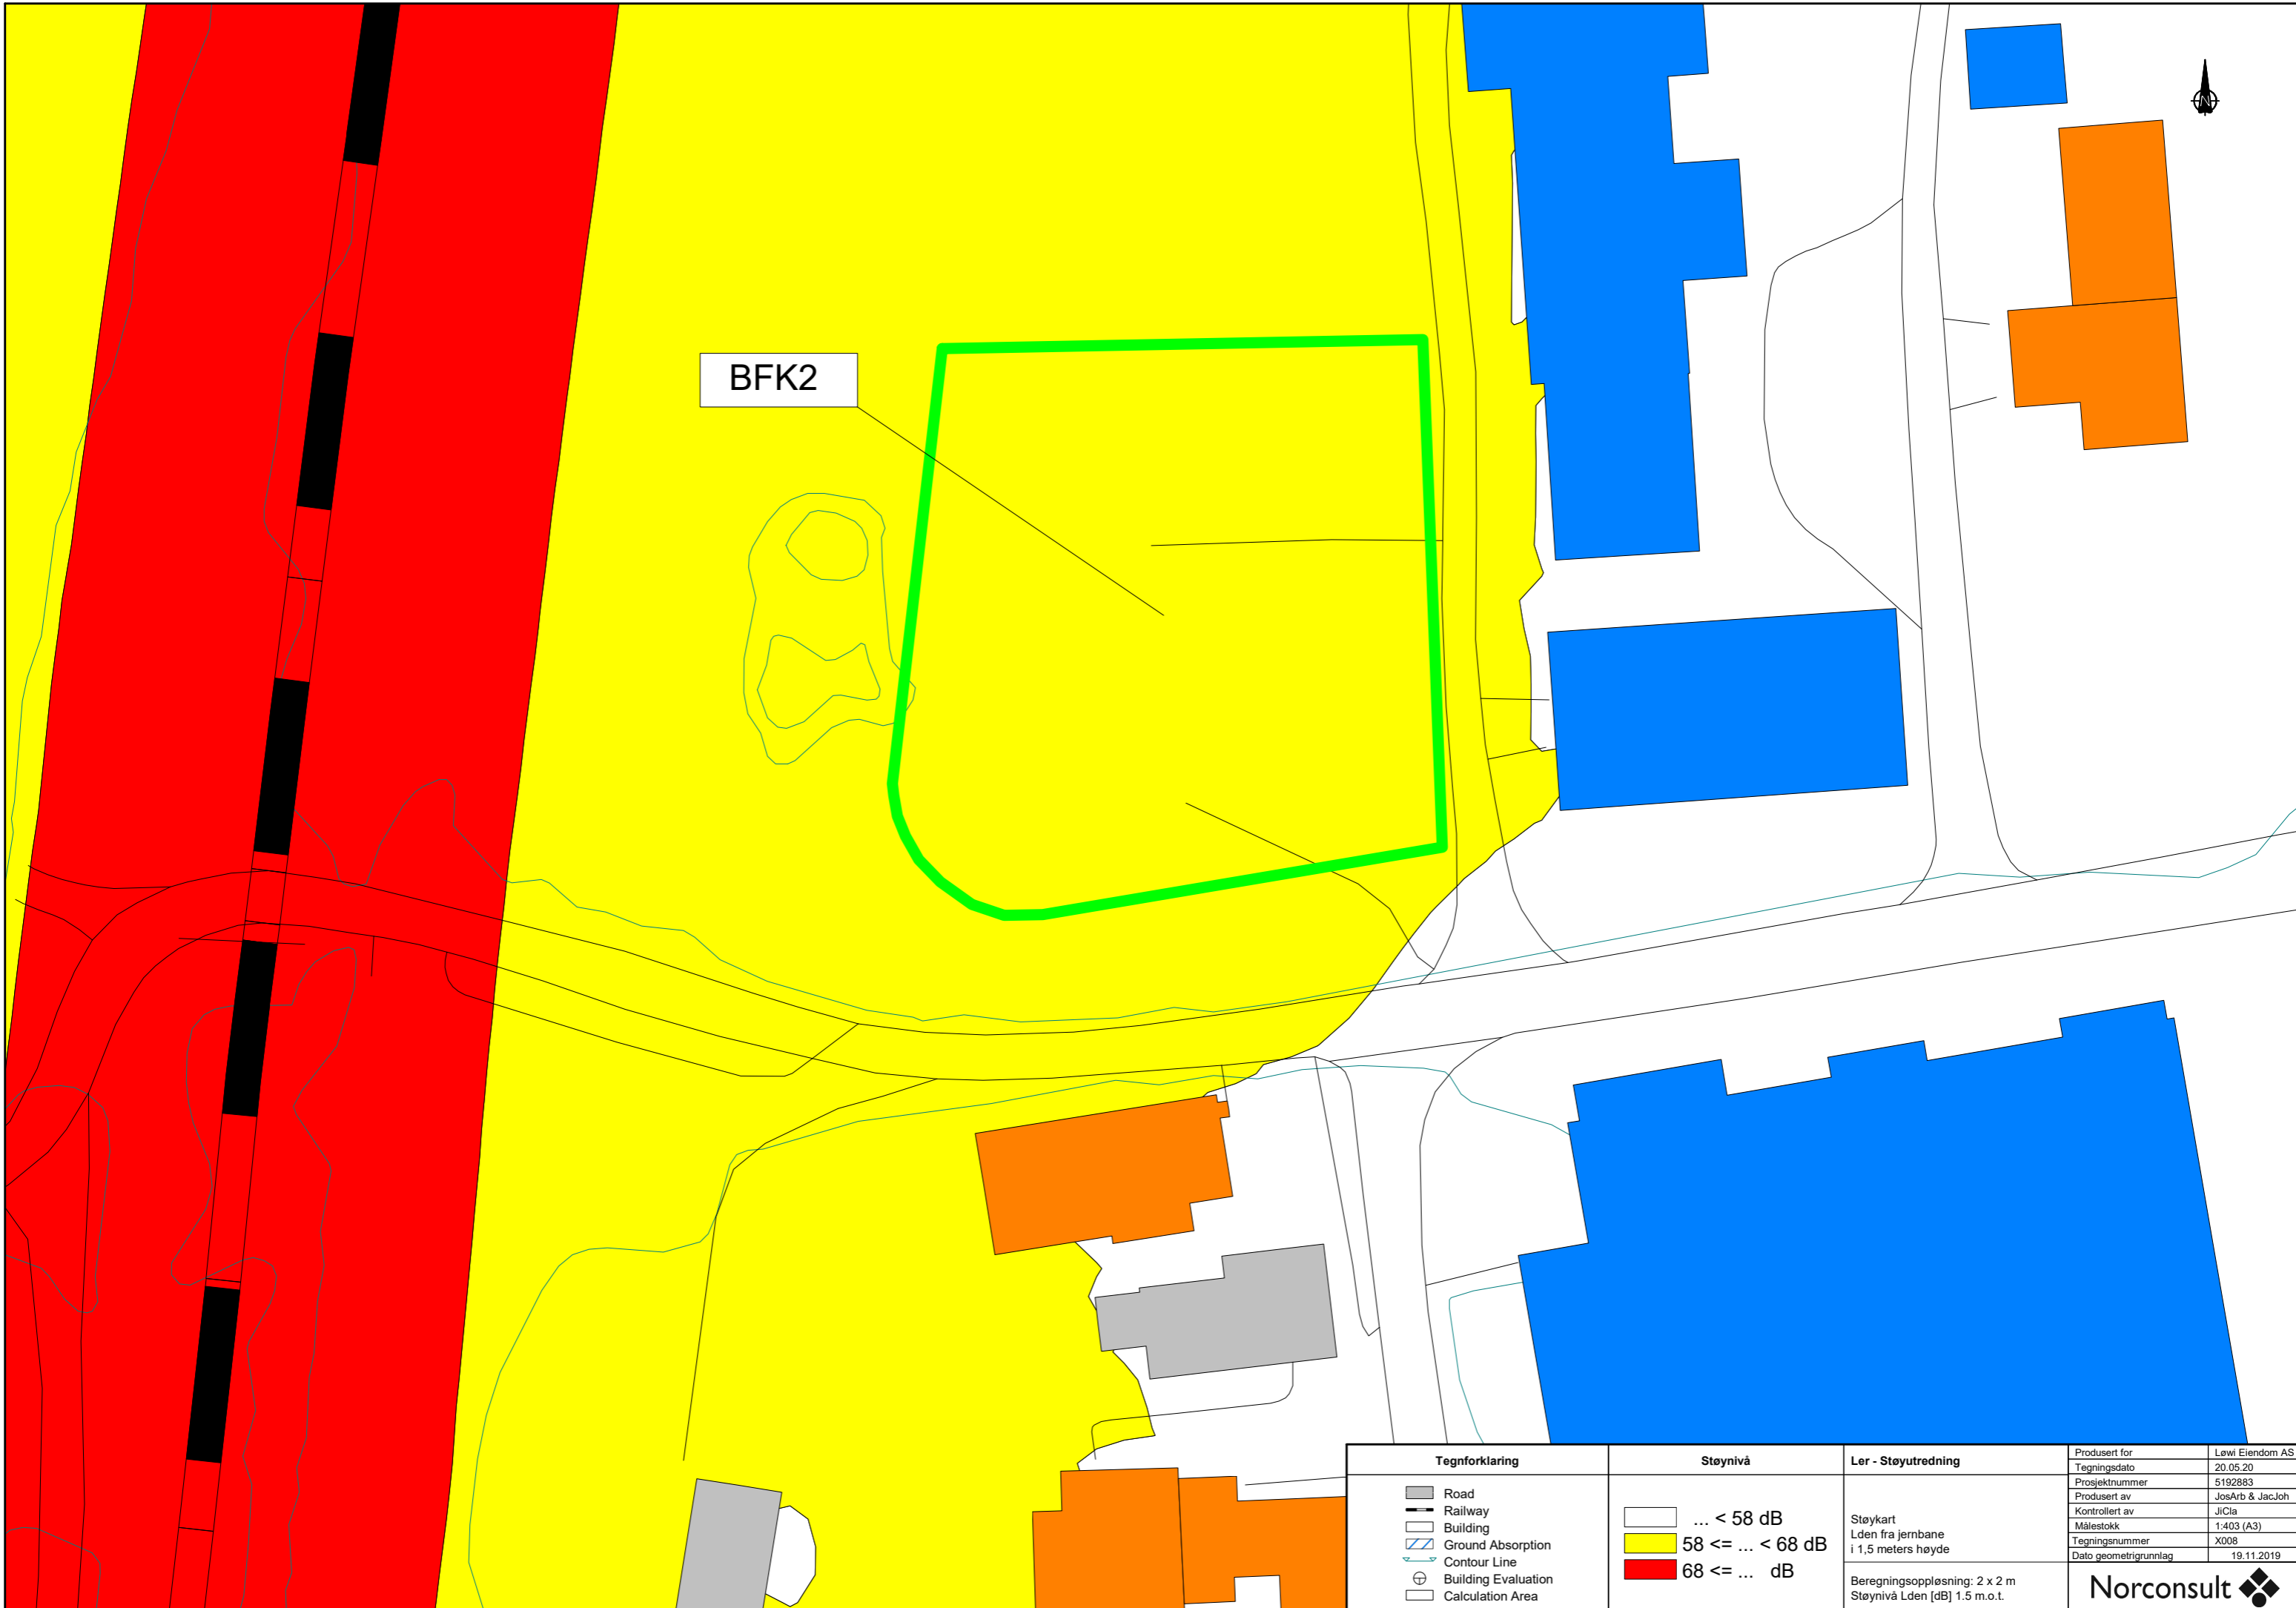 N
BFK2
Tegnforklaring
Road
Railway
Building
Ground Absorption
Contour Line
Building Evaluation
Calculation Area
Støynivå
... < 58 dB
58 <= ... < 68 dB
68 <= ... dB
Ler - Støyutredning
Støykart
Lden fra jernbane
i 1,5 meters høyde
Beregningsoppløsning: 2 x 2 m
Støynivå Lden [dB] 1.5 m.o.t.
Produsert for Løwi Eiendom AS
Tegningsdato 20.05.20
Prosjektnummer 5192883
Produsert av JosArb & JacJoh
Kontrollert av JiCla
Målestokk 1:403 (A3)
Tegningsnummer X008
Dato geometrigrunnlag 19.11.2019
Norconsult